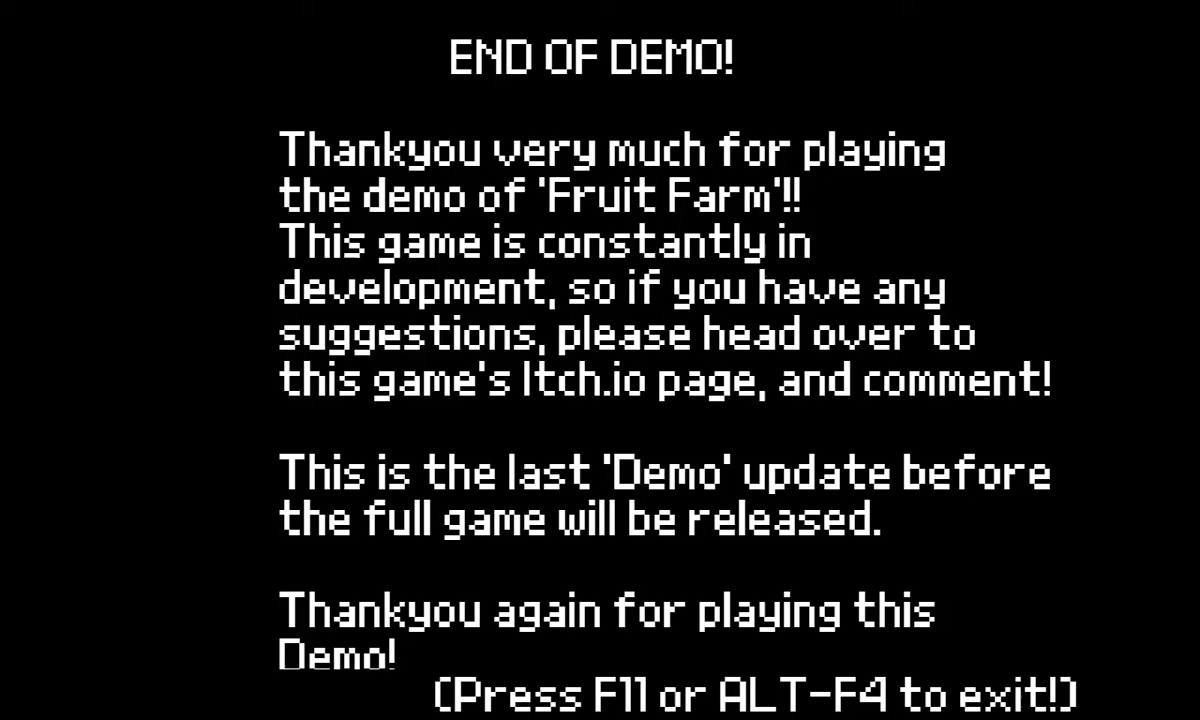 END OF DEMO!
Thankyou very much for playing
the demo of 'Fruit Farm'!!
This game is constantly in
development, so if you have any
suggestions, please head over to
this game's Itch.io page, and comment!
This is the last 'Demo' update before
the full game will be released.
Thankyou again for playing this
Demo!
(Press F11 or ALT-F4 to exit!)